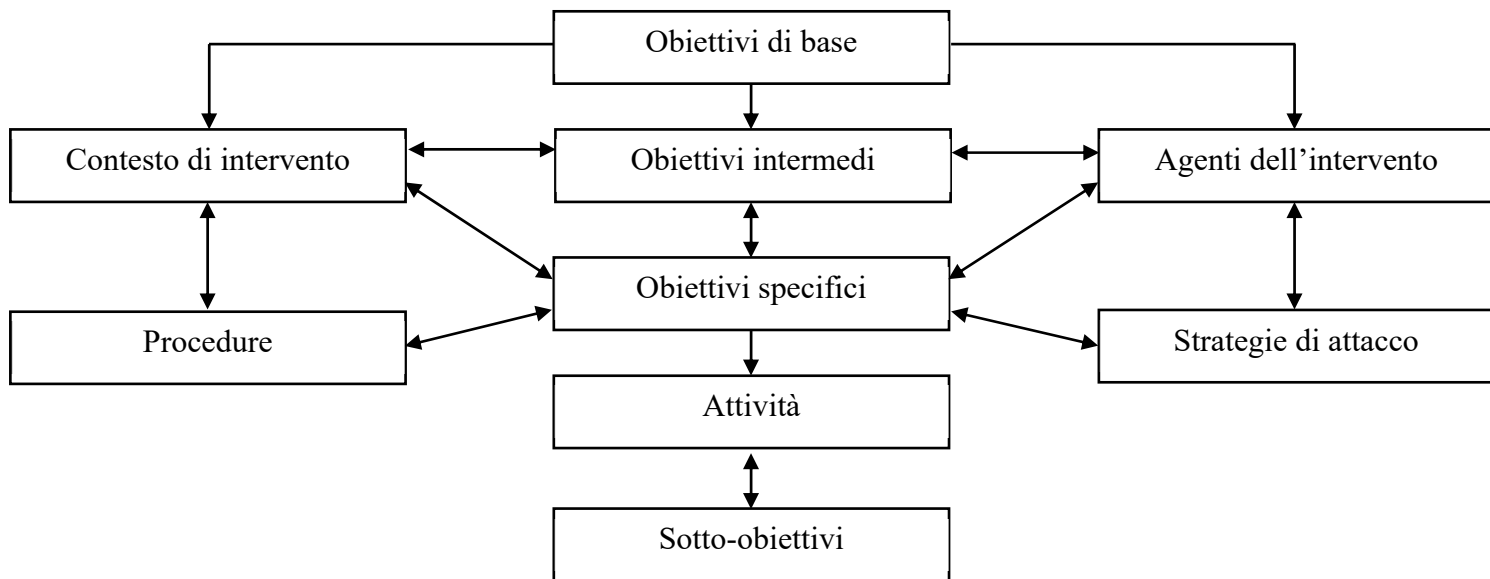 Obiettivi di base
Contesto di intervento
Obiettivi intermedi
Agenti dell’intervento
Obiettivi specifici
Procedure
Strategie di attacco
Attività
Sotto-obiettivi